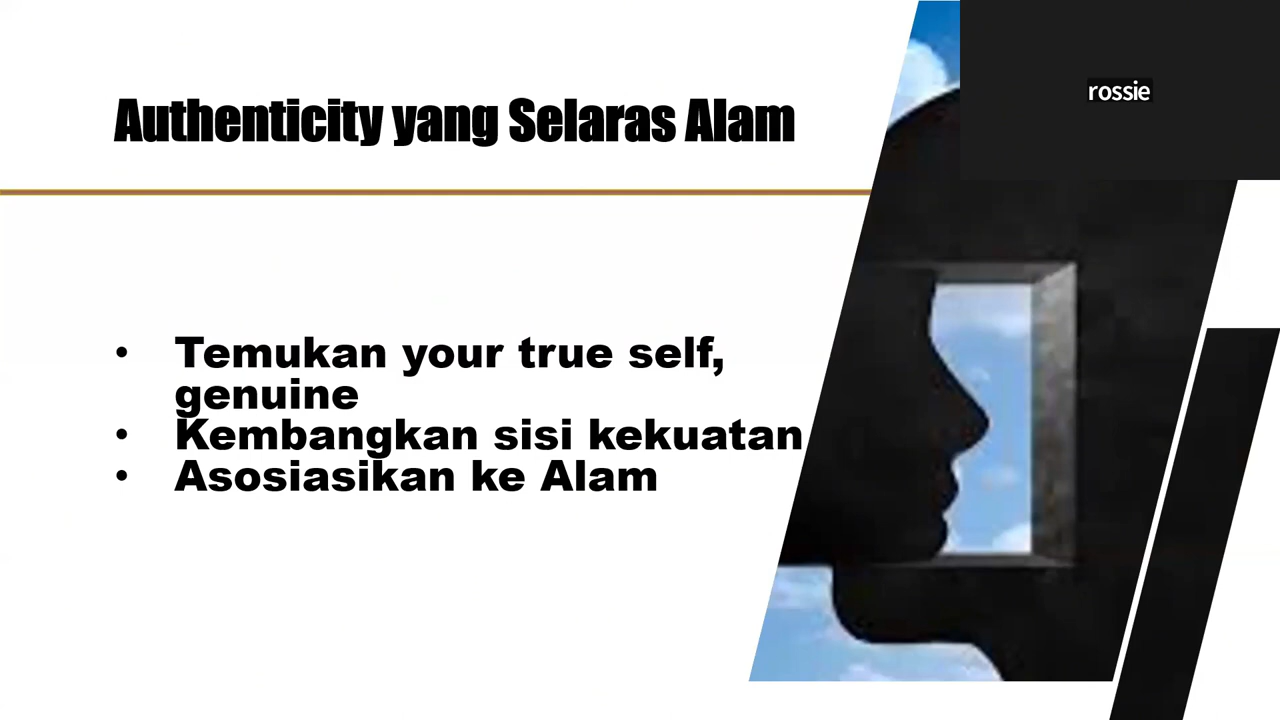 Authenticity yang Selaras Alam
rossie
• Temukan your true self,
genuine
• Kembangkan sisi kekuatan
• Asosiasikan ke Alam